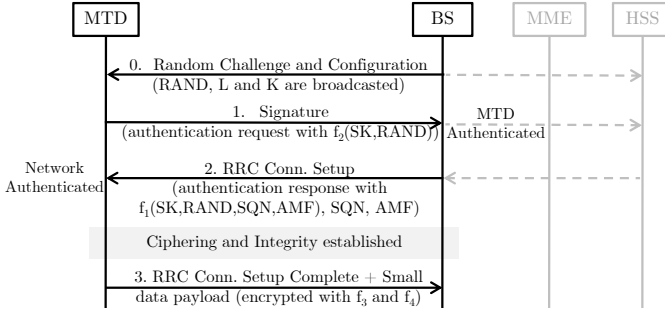 MTD BS MME HSS
0. Random Challenge and Configuration
(RAND, L and K are broadcasted)
1. Signature
(authentication request with f₂(SK,RAND))
MTD
Authenticated
Network
Authenticated
2. RRC Conn. Setup
(authentication response with
f₁(SK,RAND,SQN,AMF), SQN, AMF)
Ciphering and Integrity established
3. RRC Conn. Setup Complete + Small
data payload (encrypted with f₃ and f₄)